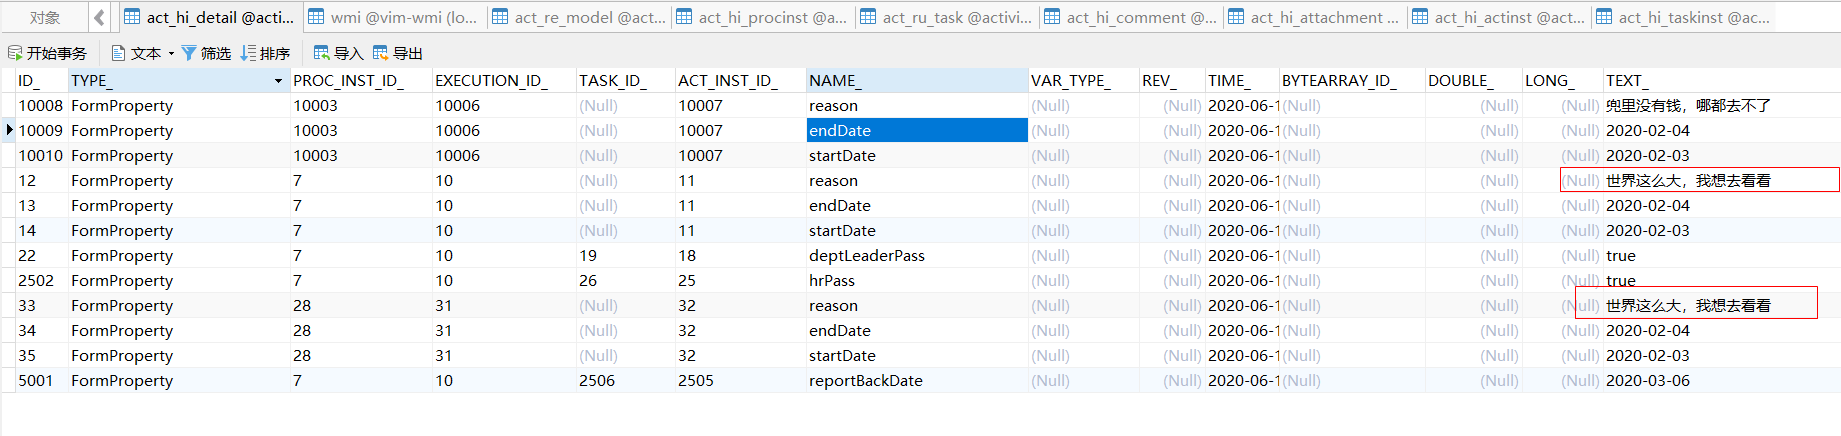 对象 act_hi_detail @acti... wmi @vim-wmi (lo... act_re_model @act... act_hi_procinst @a... act_ru_task @activi... act_hi_comment @... act_hi_attachment ... act_hi_actinst @act... act_hi_taskinst @ac...
开始事务 文本 筛选 排序 导入 导出
ID_ TYPE_ PROC_INST_ID_ EXECUTION_ID_ TASK_ID_ ACT_INST_ID_ NAME_ VAR_TYPE_ REV_ TIME_ BYTEARRAY_ID_ DOUBLE_ LONG_ TEXT_
10008 FormProperty 10003 10006 (Null) 10007 reason (Null) (Null) 2020-06-1 (Null) (Null) (Null) 兜里没有钱，哪都去不了
10009 FormProperty 10003 10006 (Null) 10007 endDate (Null) (Null) 2020-06-1 (Null) (Null) (Null) 2020-02-04
10010 FormProperty 10003 10006 (Null) 10007 startDate (Null) (Null) 2020-06-1 (Null) (Null) (Null) 2020-02-03
12 FormProperty 7 10 (Null) 11 reason (Null) (Null) 2020-06-1 (Null) (Null) (Null) 世界这么大，我想去看看
13 FormProperty 7 10 (Null) 11 endDate (Null) (Null) 2020-06-1 (Null) (Null) (Null) 2020-02-04
14 FormProperty 7 10 (Null) 11 startDate (Null) (Null) 2020-06-1 (Null) (Null) (Null) 2020-02-03
22 FormProperty 7 10 19 18 deptLeaderPass (Null) (Null) 2020-06-1 (Null) (Null) (Null) true
2502 FormProperty 7 10 26 25 hrPass (Null) (Null) 2020-06-1 (Null) (Null) (Null) true
33 FormProperty 28 31 (Null) 32 reason (Null) (Null) 2020-06-1 (Null) (Null) (Null) 世界这么大，我想去看看
34 FormProperty 28 31 (Null) 32 endDate (Null) (Null) 2020-06-1 (Null) (Null) (Null) 2020-02-04
35 FormProperty 28 31 (Null) 32 startDate (Null) (Null) 2020-06-1 (Null) (Null) (Null) 2020-02-03
5001 FormProperty 7 10 2506 2505 reportBackDate (Null) (Null) 2020-06-1 (Null) (Null) (Null) 2020-03-06